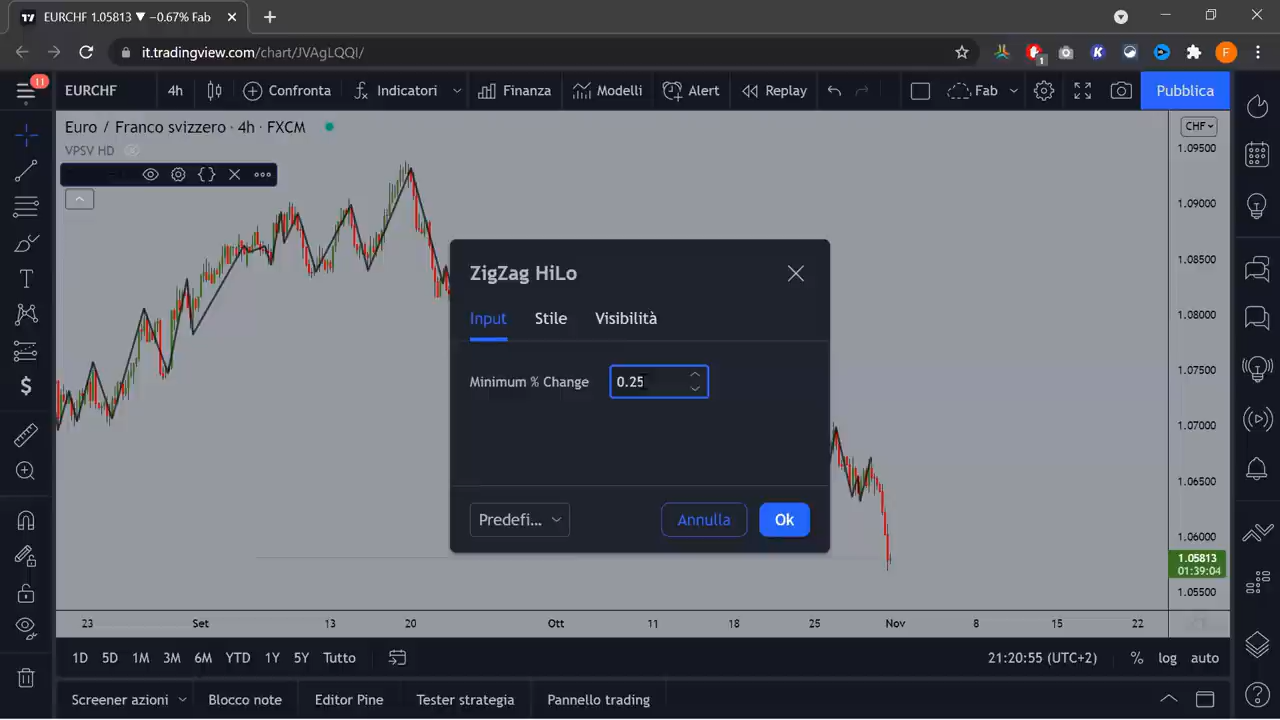 EURCHF 1.05813 ▼ −0.67% Fab
it.tradingview.com/chart/JVAgLQQI/
1
F
11
EURCHF
4h
Confronta
Indicatori
Finanza
Modelli
Alert
Replay
Fab
Pubblica
Euro / Franco svizzero · 4h · FXCM
CHF
VPSV HD
1.09500
1.09000
1.08500
1.08000
1.07500
1.07000
1.06500
1.06000
1.05813
01:39:04
1.05500
ZigZag HiLo
Input
Stile
Visibilità
Minimum % Change
0.25
Predefi...
Annulla
Ok
23
Set
13
20
Ott
11
18
25
Nov
8
15
22
1D 5D 1M 3M 6M YTD 1Y 5Y Tutto
21:20:55 (UTC+2)
% log auto
Screener azioni
Blocco note
Editor Pine
Tester strategia
Pannello trading